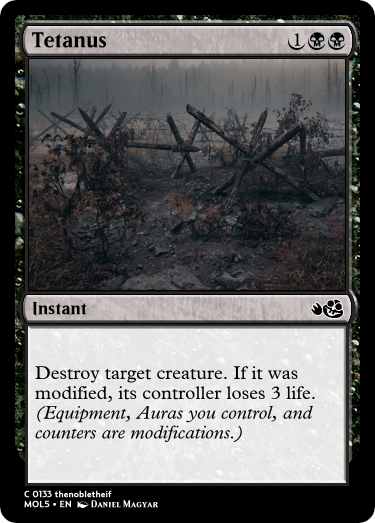 Tetanus 1
Instant
Destroy target creature. If it was
modified, its controller loses 3 life.
(Equipment, Auras you control, and
counters are modifications.)
C 0133 thenobletheif
MOL5 • EN Daniel Magyar